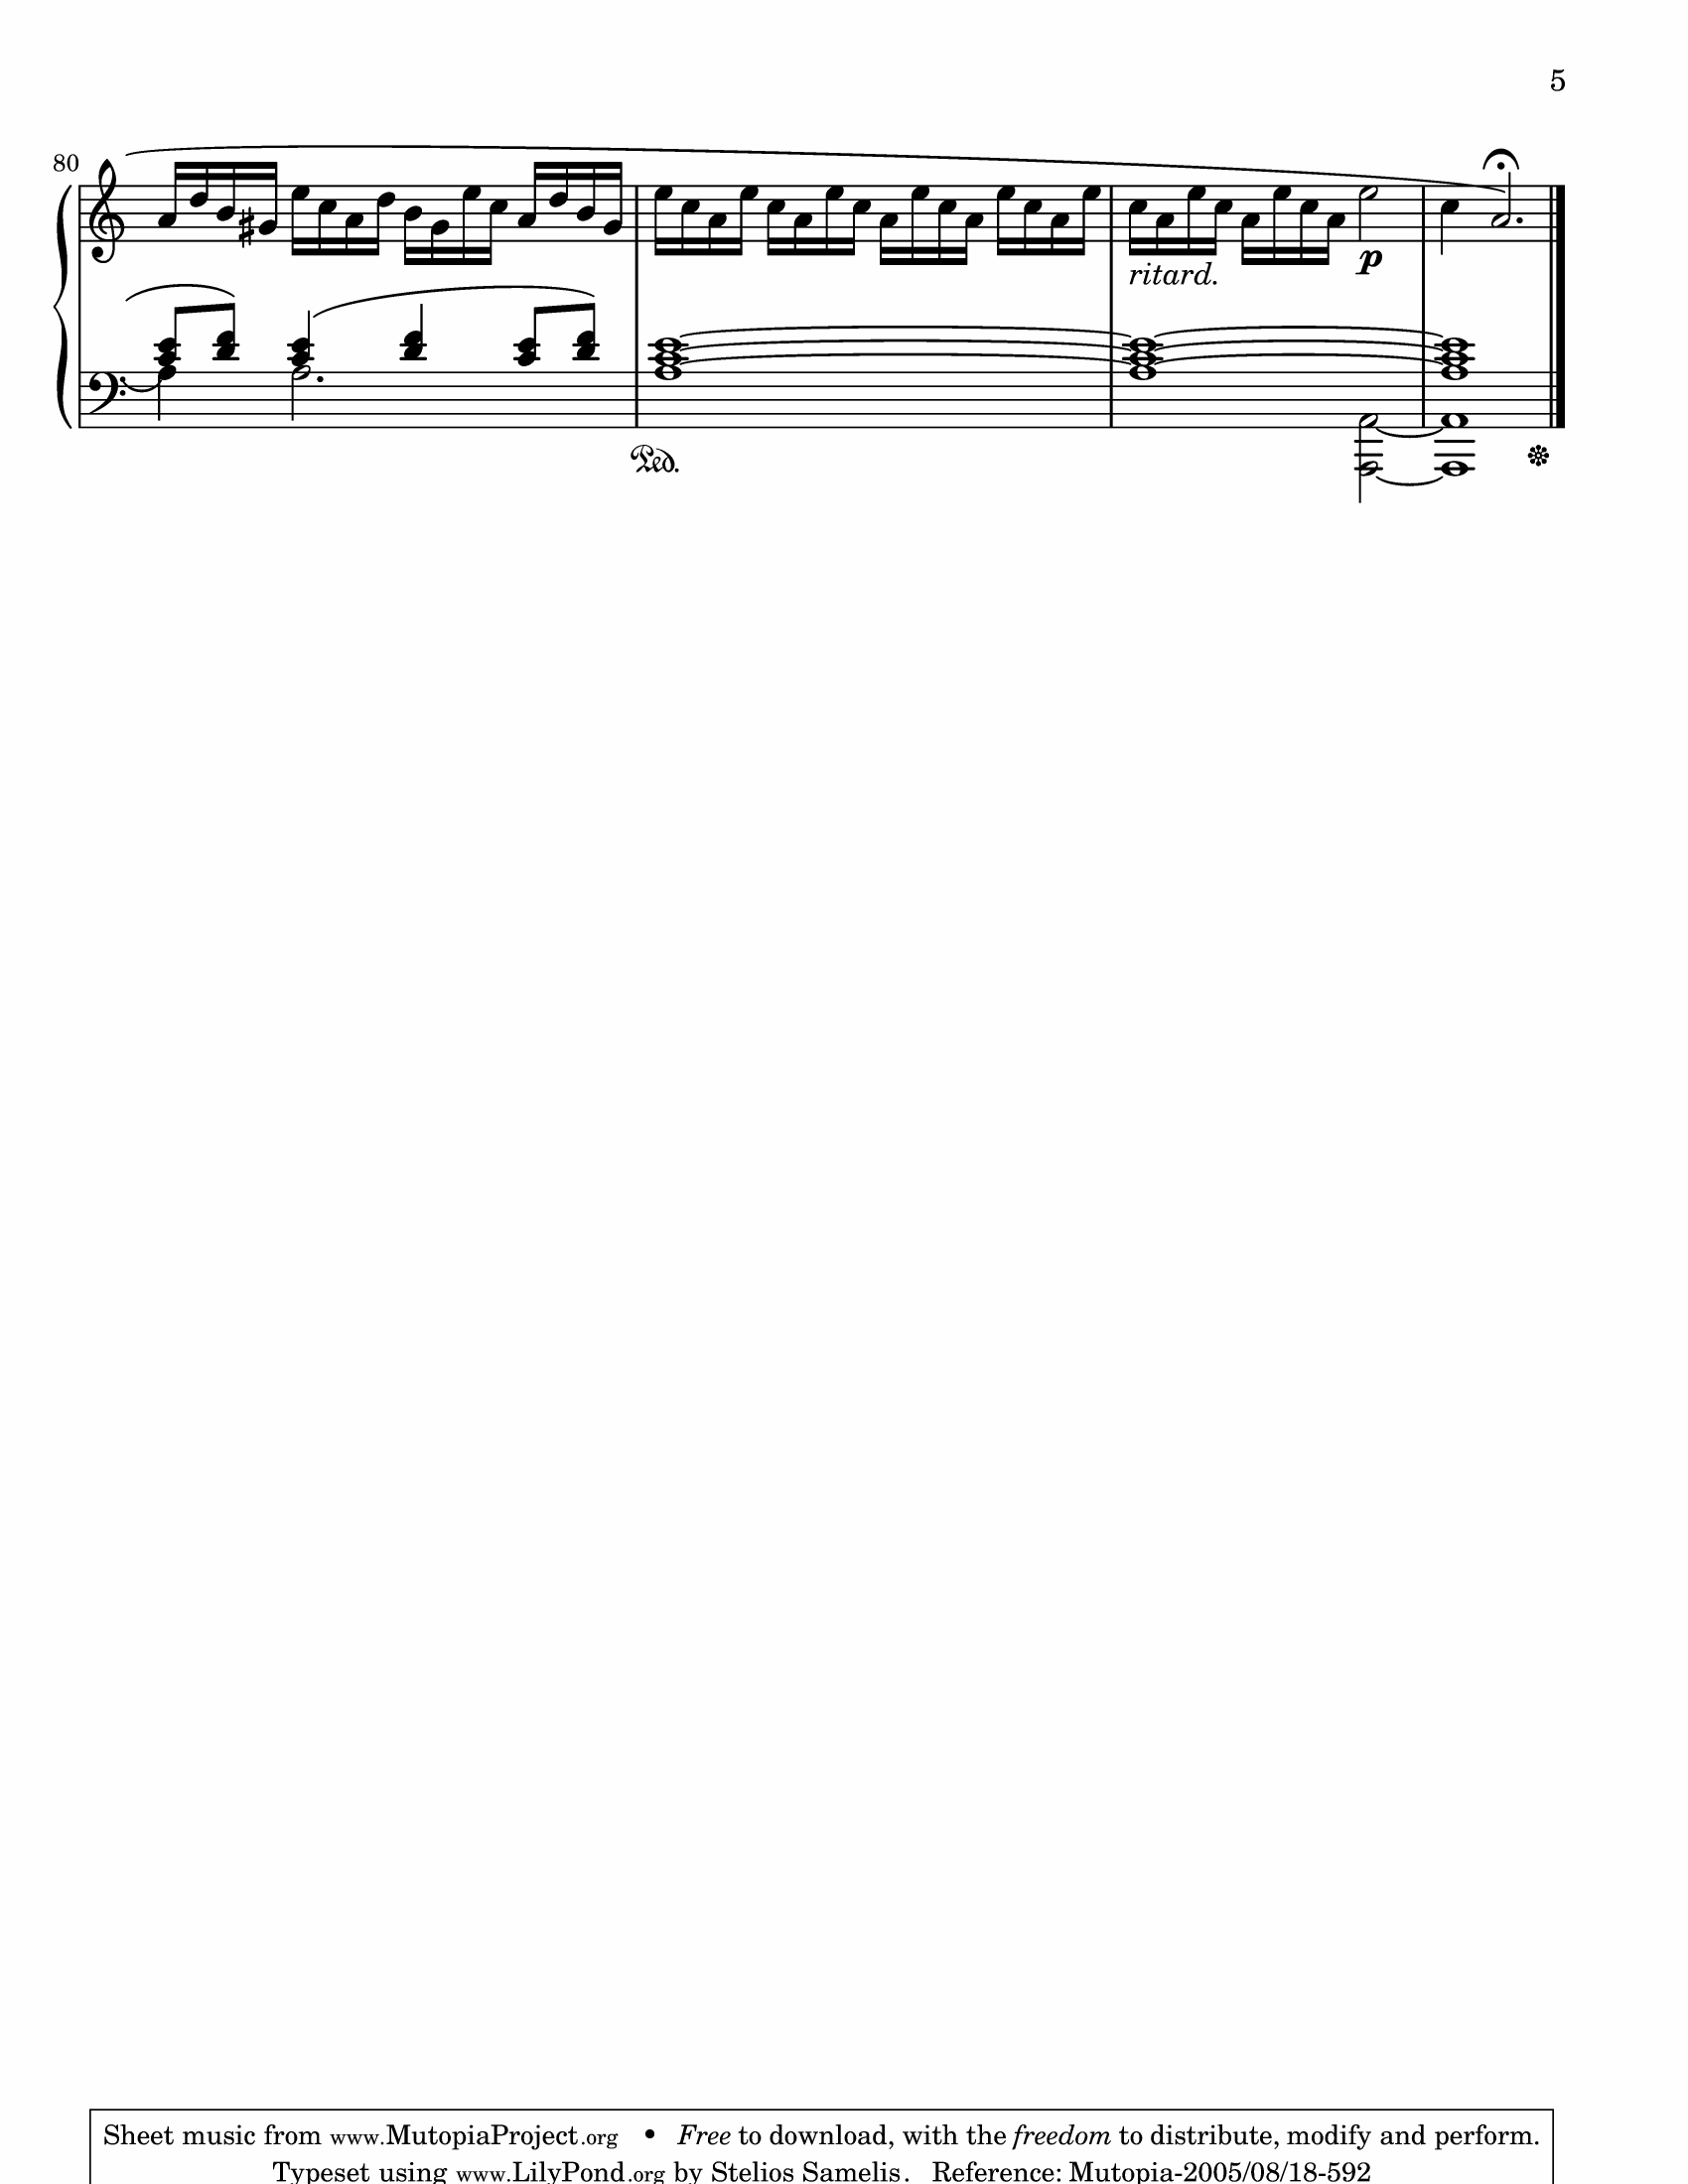 5
80
ritard.
p
Ped.
Sheet music from www.MutopiaProject.org • Free to download, with the freedom to distribute, modify and perform.
Typeset using www.LilyPond.org by Stelios Samelis. Reference: Mutopia-2005/08/18-592